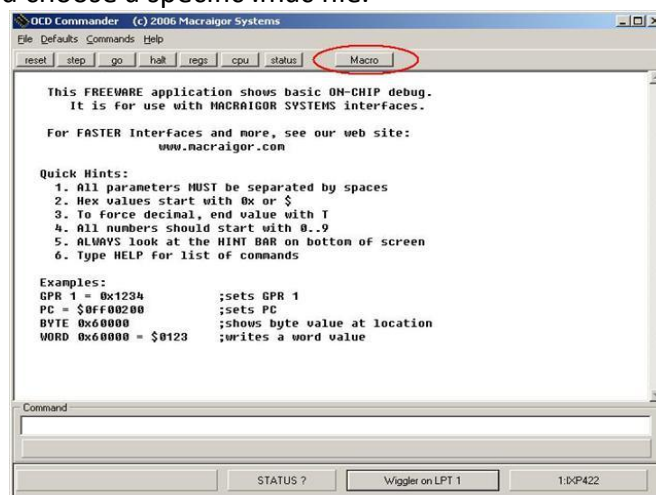 a choose a specific .mac file.
OCD Commander (c) 2006 Macraigor Systems
File Defaults Commands Help
reset step go halt regs cpu status Macro
This FREEWARE application shows basic ON-CHIP debug.
It is for use with MACRAIGOR SYSTEMS interfaces.
For FASTER Interfaces and more, see our web site:
www.macraigor.com
Quick Hints:
1. All parameters MUST be separated by spaces
2. Hex values start with 0x or $
3. To force decimal, end value with T
4. All numbers should start with 0..9
5. ALWAYS look at the HINT BAR on bottom of screen
6. Type HELP for list of commands
Examples:
GPR 1 = 0x1234 ;sets GPR 1
PC = $0ff00200 ;sets PC
BYTE 0x60000 ;shows byte value at location
WORD 0x60000 = $0123 ;writes a word value
Command
STATUS ? Wiggler on LPT 1 1:IXP422